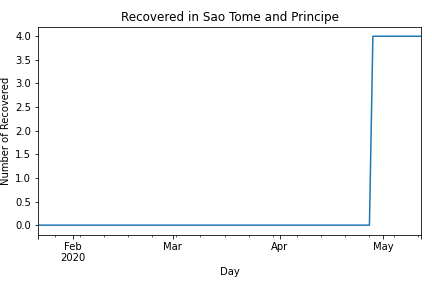 Recovered in Sao Tome and Principe
Number of Recovered
4.0
3.5
3.0
2.5
2.0
1.5
1.0
0.5
0.0
Feb
2020
Mar
Apr
May
Day